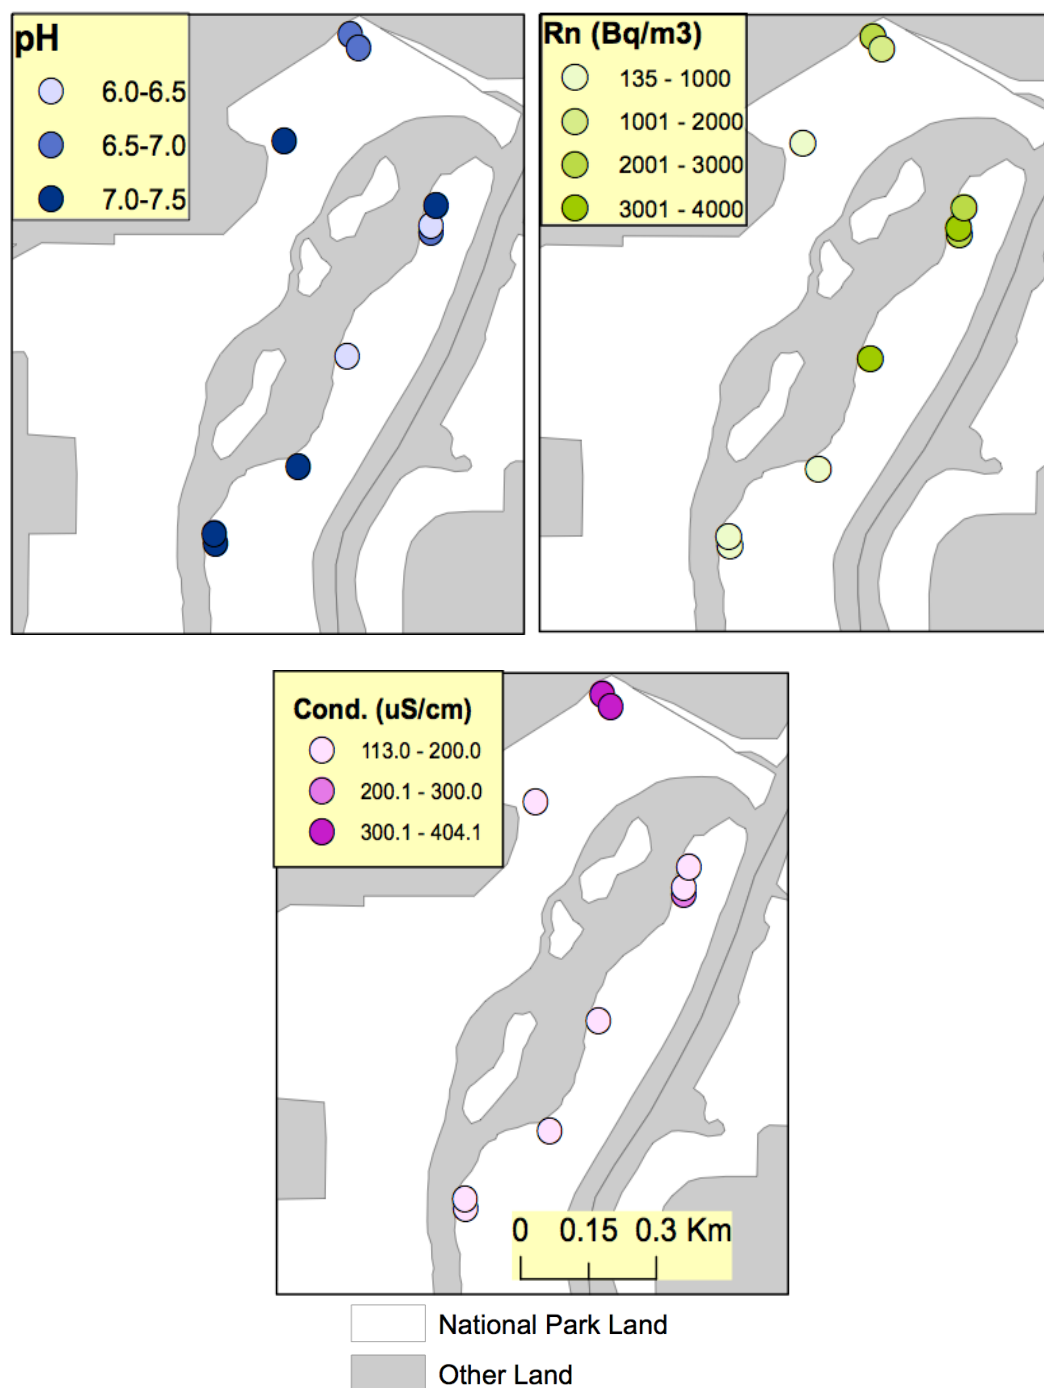 pH
6.0-6.5
6.5-7.0
7.0-7.5
Rn (Bq/m3)
135 - 1000
1001 - 2000
2001 - 3000
3001 - 4000
Cond. (uS/cm)
113.0 - 200.0
200.1 - 300.0
300.1 - 404.1
0 0.15 0.3 Km
National Park Land
Other Land